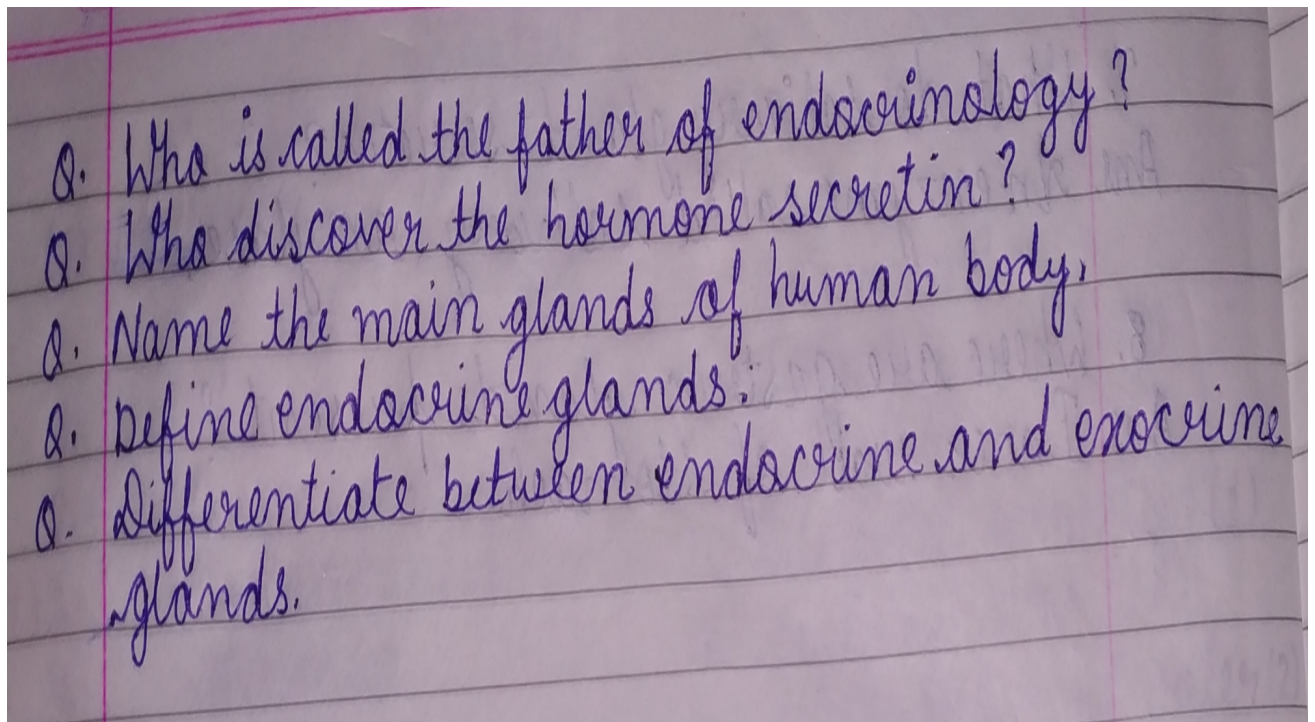 Q. Who is called the father of endocrinology?
Q. Who discover the hormone secretin?
Q. Name the main glands of human body.
Q. Define endocrine glands.
Q. Differentiate between endocrine and exocrine
glands.